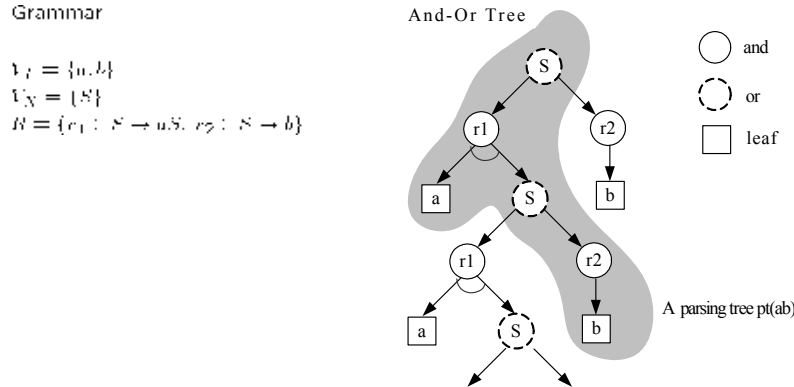 Grammar
And-Or Tree
S
and
r1
r2
or
leaf
a
S
b
r1
r2
A parsing tree pt(ab)
a
S
b